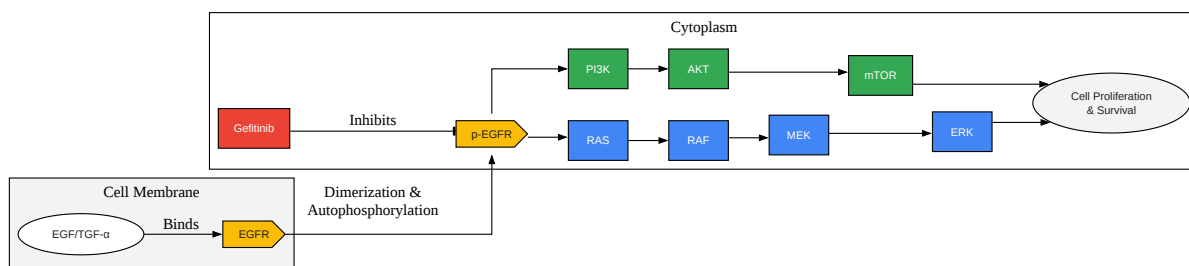 Cytoplasm
PI3K
AKT
mTOR
Cell Proliferation
& Survival
Gefitinib
Inhibits
p-EGFR
RAS
RAF
MEK
ERK
Cell Membrane
Dimerization &
Autophosphorylation
EGF/TGF-α
Binds
EGFR